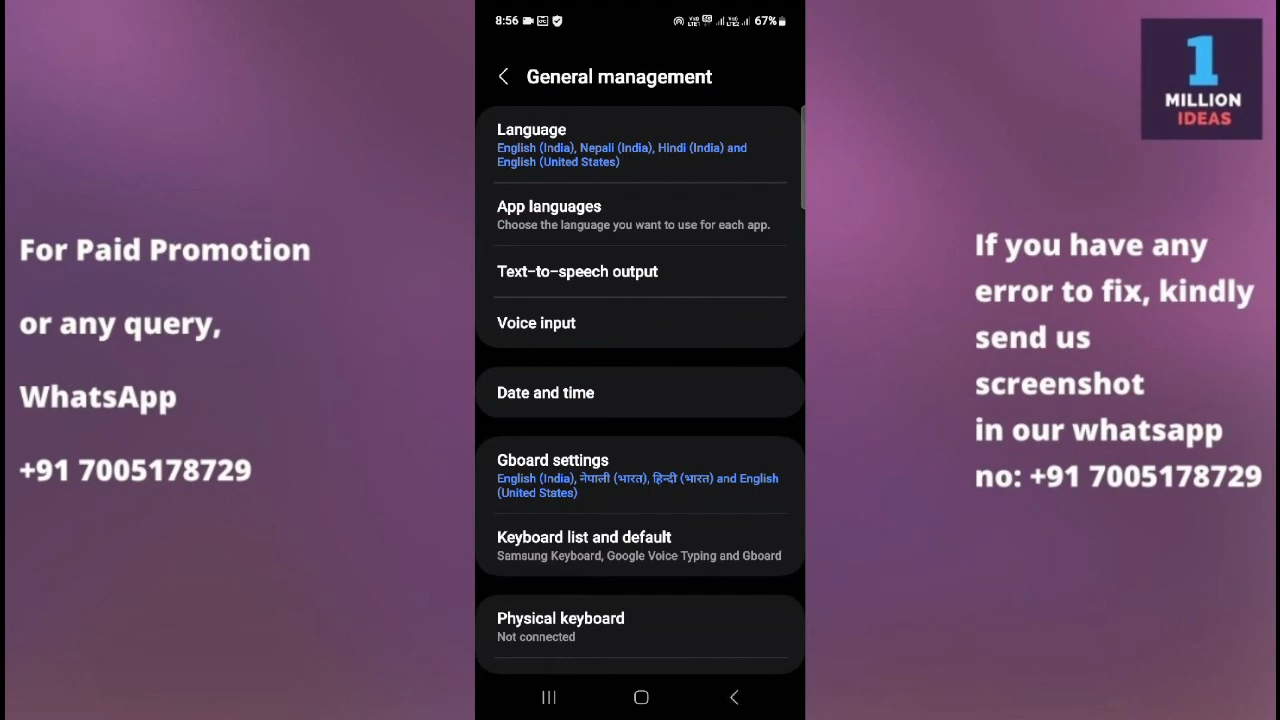 For Paid Promotion
or any query,
WhatsApp
+91 7005178729
8:56
67%
General management
Language
English (India), Nepali (India), Hindi (India) and
English (United States)
App languages
Choose the language you want to use for each app.
Text-to-speech output
Voice input
Date and time
Gboard settings
English (India), नेपाली (भारत), हिन्दी (भारत) and English
(United States)
Keyboard list and default
Samsung Keyboard, Google Voice Typing and Gboard
Physical keyboard
Not connected
1
MILLION
IDEAS
If you have any
error to fix, kindly
send us
screenshot
in our whatsapp
no: +91 7005178729